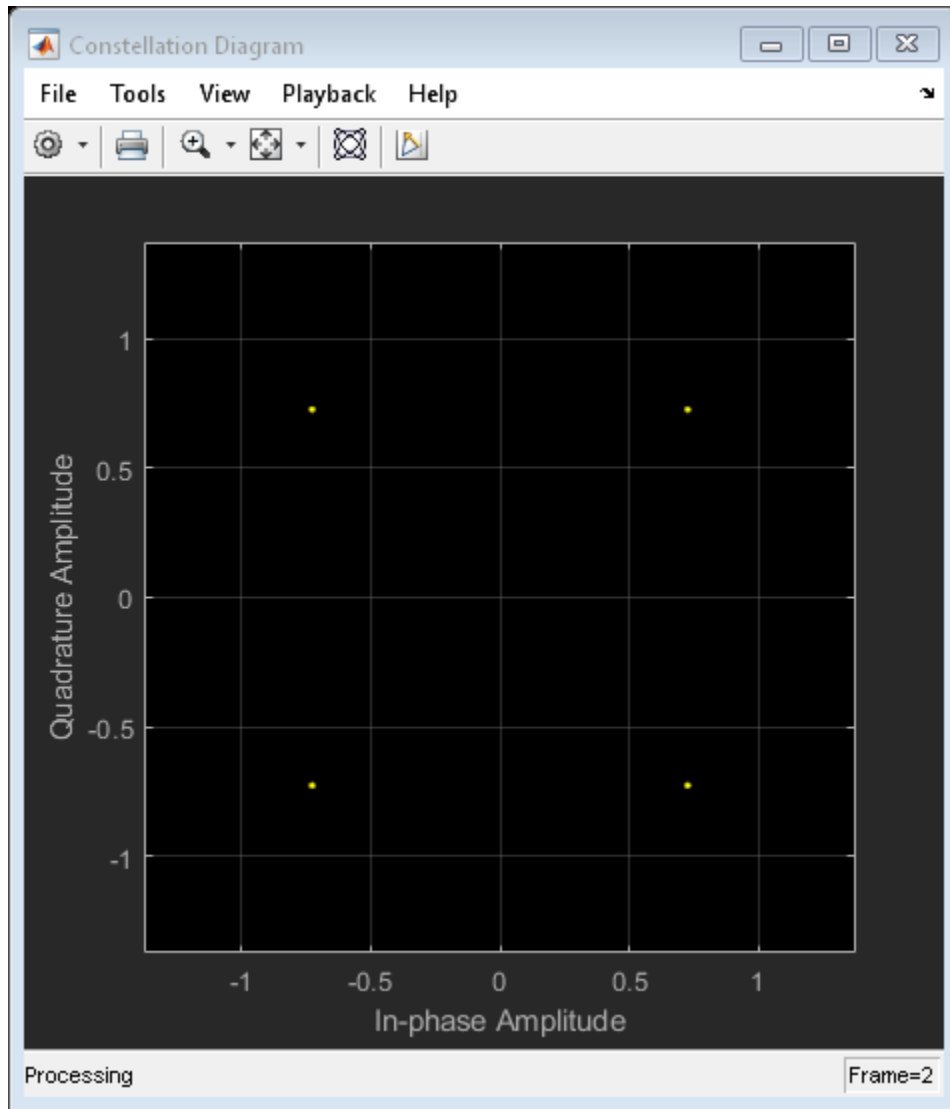 Constellation Diagram
File Tools View Playback Help
1
0.5
0
-0.5
-1
Quadrature Amplitude
-1 -0.5 0 0.5 1
In-phase Amplitude
Processing Frame=2